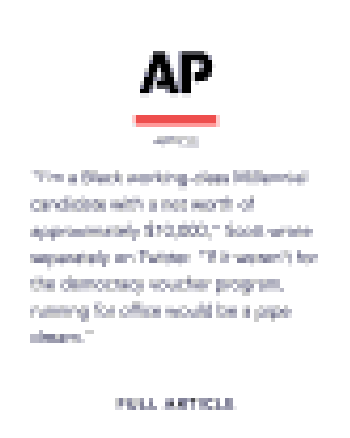 AP
ARTICLE
"I'm a Black working-class Millennial
candidate with a net worth of
approximately $10,000," Scott wrote
separately on Twitter. "If it weren't for
the democracy voucher program,
running for office would be a pipe
dream."
FULL ARTICLE